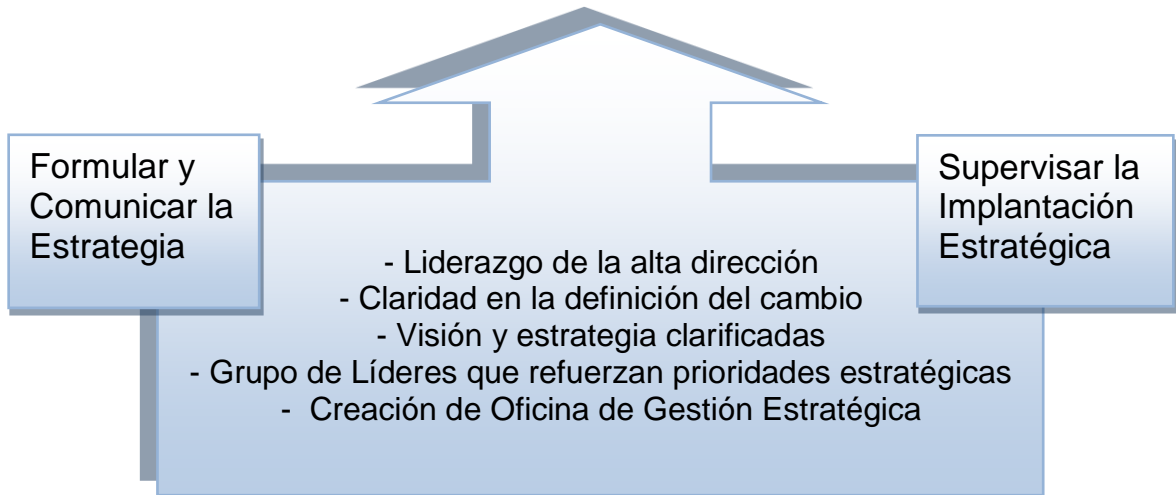 Formular y
Comunicar la
Estrategia
Supervisar la
Implantación
Estratégica
- Liderazgo de la alta dirección
- Claridad en la definición del cambio
- Visión y estrategia clarificadas
- Grupo de Líderes que refuerzan prioridades estratégicas
- Creación de Oficina de Gestión Estratégica